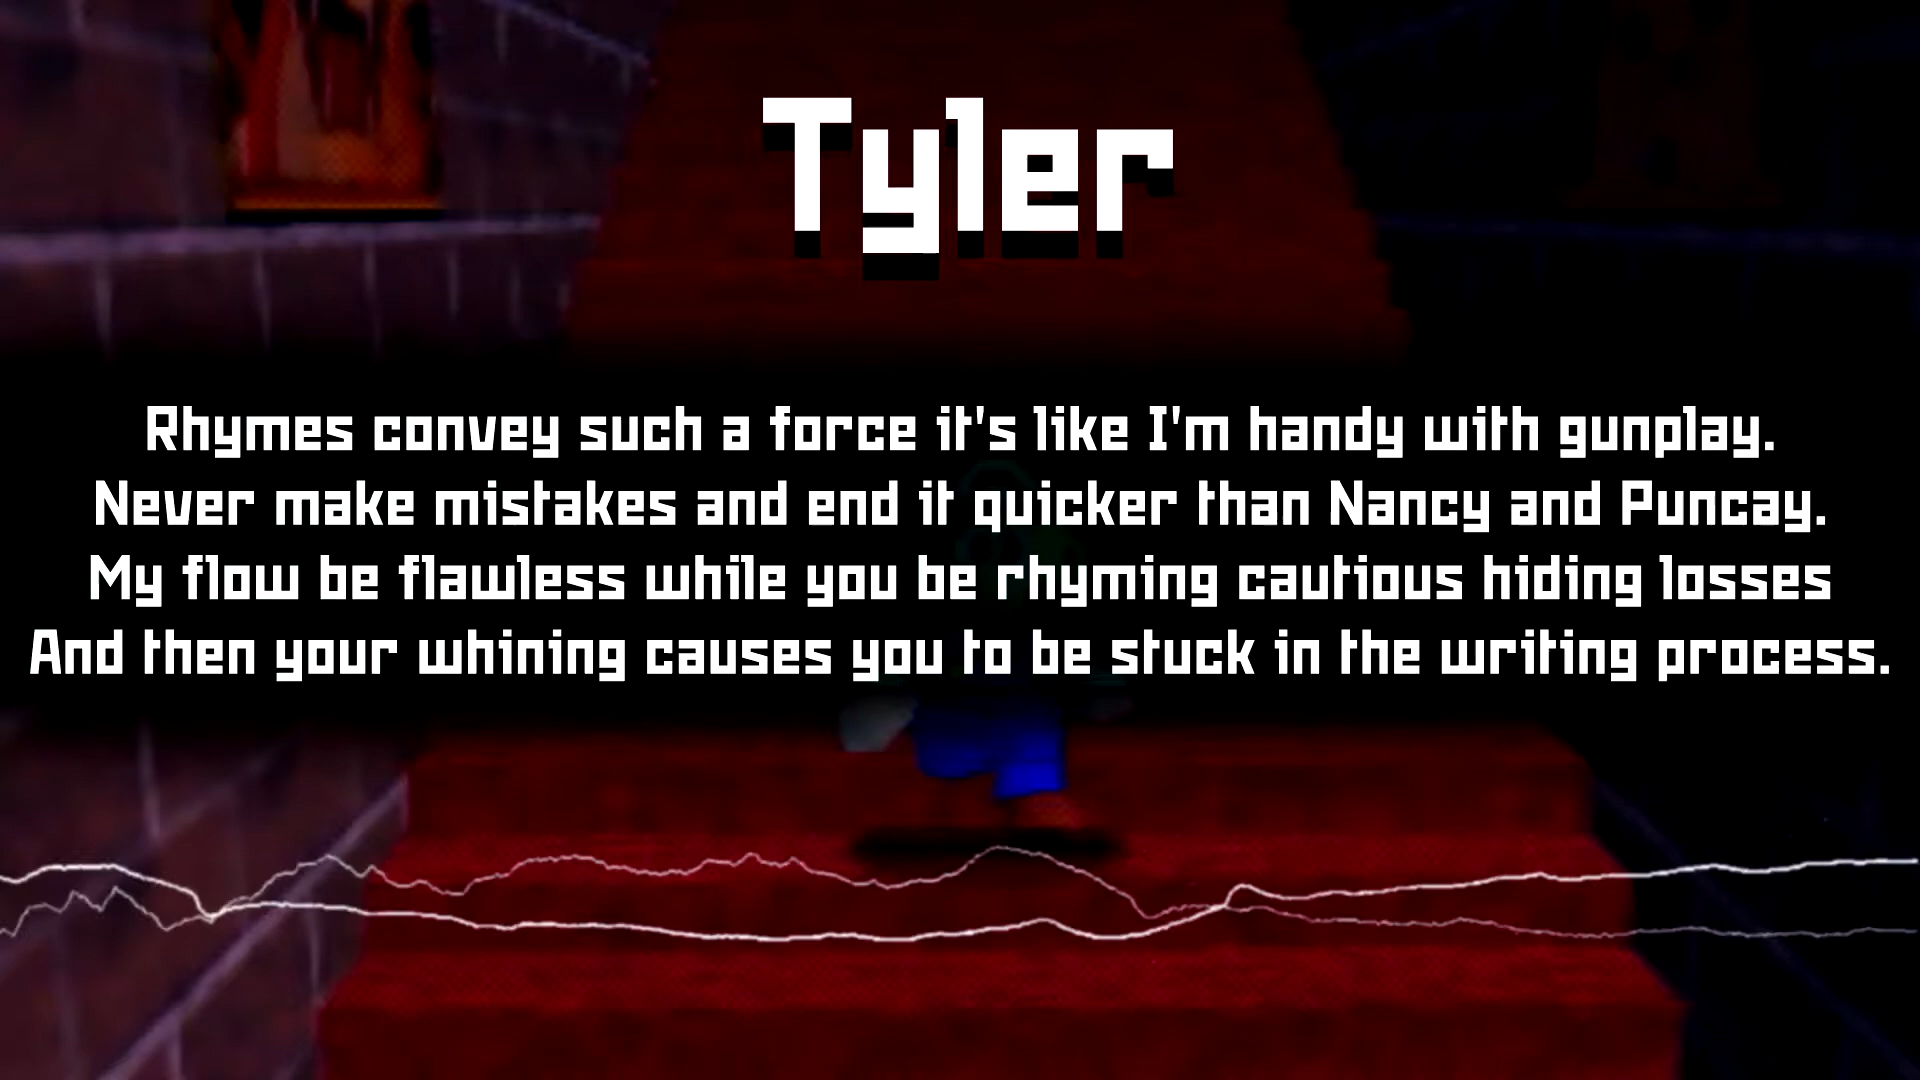 Tyler
Rhymes convey such a force it's like I'm handy with gunplay.
Never make mistakes and end it quicker than Nancy and Puncay.
My flow be flawless while you be rhyming cautious hiding losses
And then your whining causes you to be stuck in the writing process.